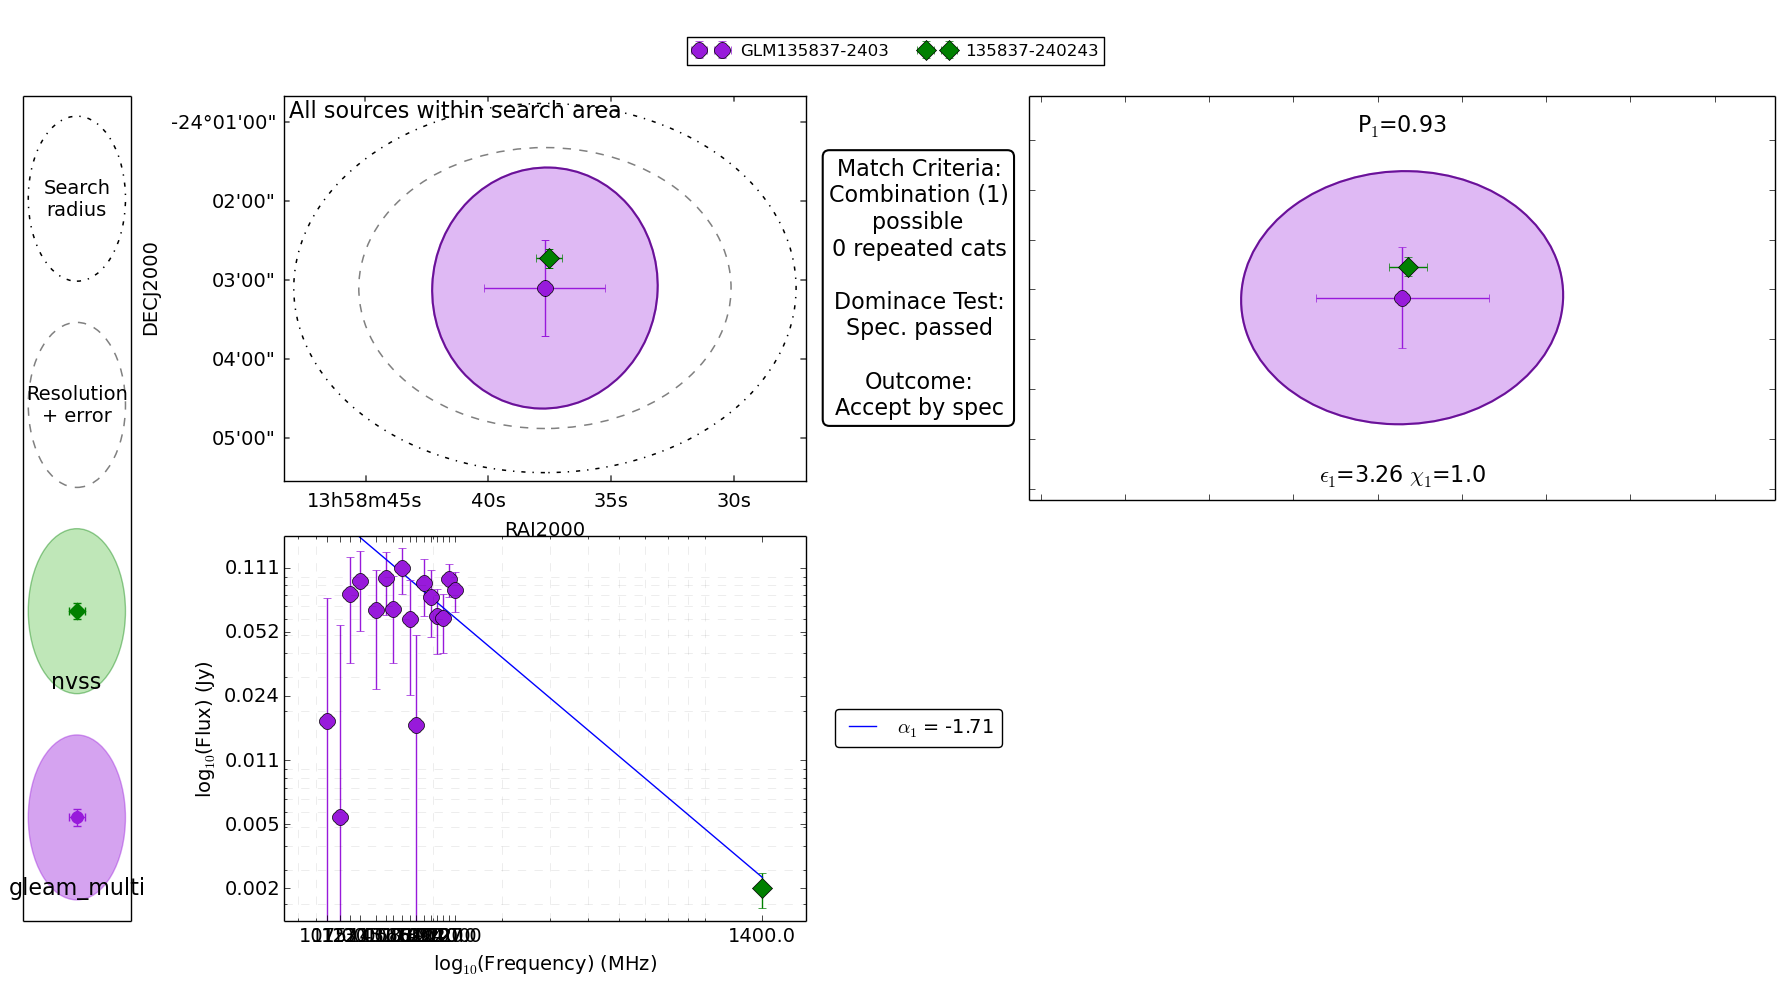 GLM135837-2403 135837-240243
Search
radius
Resolution
+ error
nvss
gleam_multi
All sources within search area
DECJ2000
-24°01'00"
02'00"
03'00"
04'00"
05'00"
13h58m45s 40s 35s 30s
RAJ2000
Match Criteria:
Combination (1)
possible
0 repeated cats
Dominace Test:
Spec. passed
Outcome:
Accept by spec
P1=0.93
ϵ1=3.26 χ1=1.0
log10(Flux) (Jy)
0.111
0.052
0.024
0.011
0.005
0.002
1400.0
log10(Frequency) (MHz)
α1 = -1.71